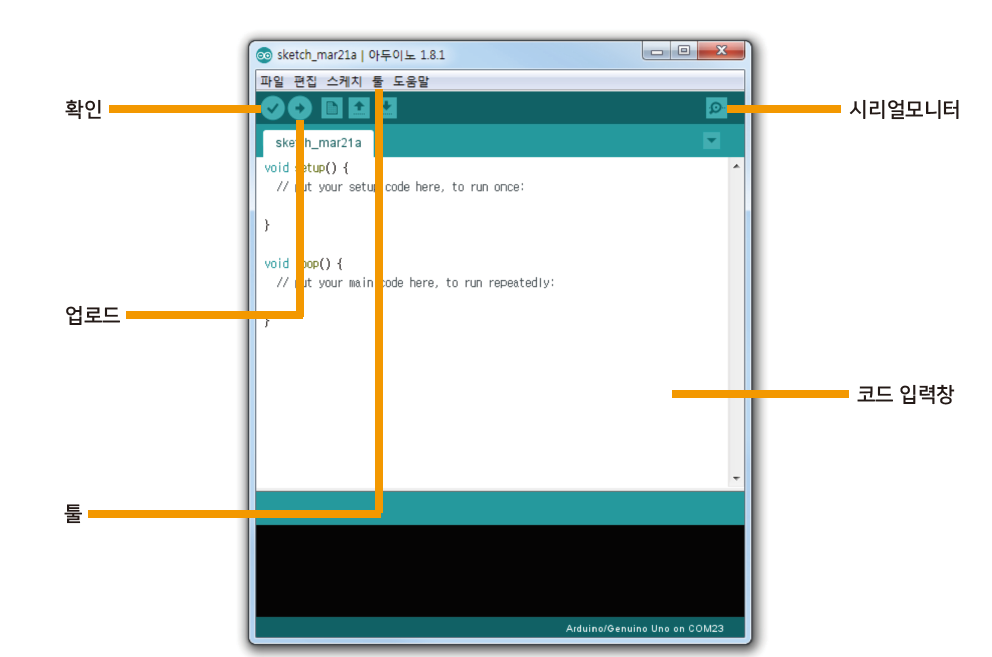 sketch_mar21a | 아두이노 1.8.1
파일 편집 스케치 툴 도움말
확인
시리얼모니터
sketch_mar21a
void setup() {
// put your setup code here, to run once:
}
void loop() {
// put your main code here, to run repeatedly:
업로드
}
코드 입력창
툴
Arduino/Genuino Uno on COM23